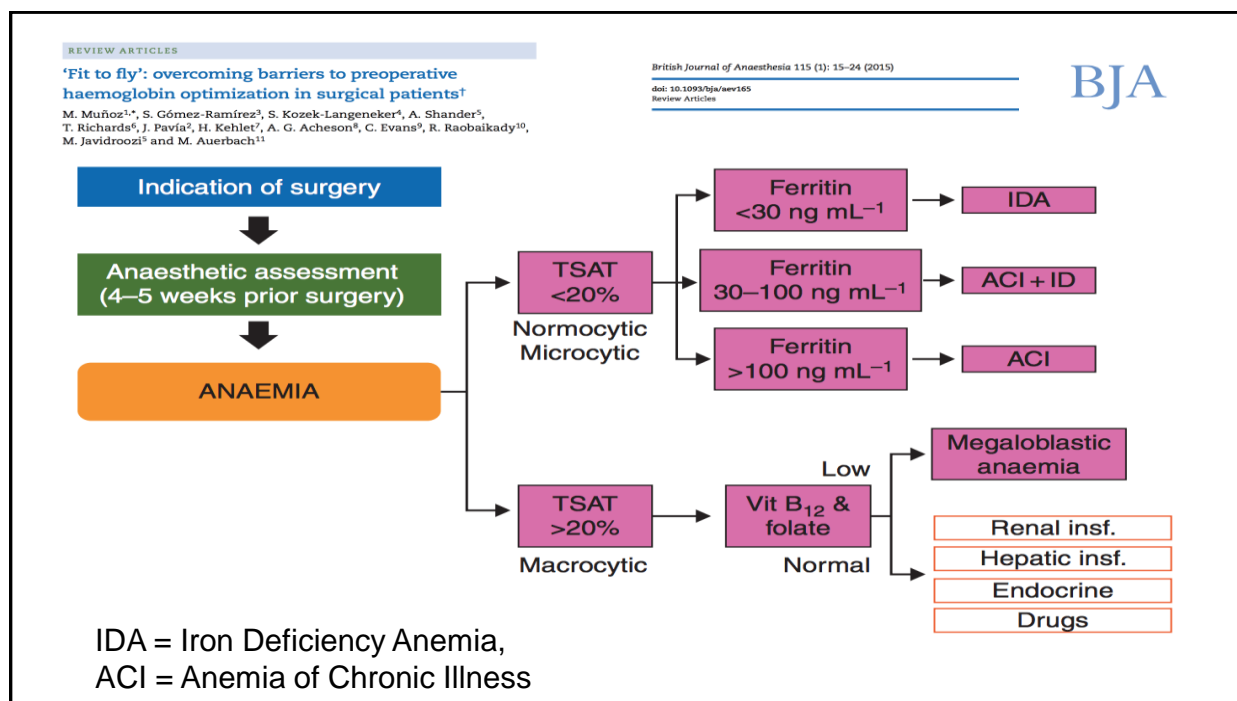 REVIEW ARTICLES
‘Fit to fly’: overcoming barriers to preoperative
haemoglobin optimization in surgical patients†
M. Muñoz¹,*, S. Gómez-Ramírez³, S. Kozek-Langeneker⁴, A. Shander⁵,
T. Richards⁶, J. Pavía², H. Kehlet⁷, A. G. Acheson⁸, C. Evans⁹, R. Raobaikady¹⁰,
M. Javidroozi⁵ and M. Auerbach¹¹
British Journal of Anaesthesia 115 (1): 15–24 (2015)
doi: 10.1093/bja/aev165
Review Articles
BJA
Indication of surgery
Anaesthetic assessment
(4–5 weeks prior surgery)
ANAEMIA
TSAT
<20%
Normocytic
Microcytic
Ferritin
<30 ng mL⁻¹
IDA
Ferritin
30–100 ng mL⁻¹
ACI + ID
Ferritin
>100 ng mL⁻¹
ACI
TSAT
>20%
Macrocytic
Vit B₁₂ &
folate
Low
Normal
Megaloblastic
anaemia
Renal insf.
Hepatic insf.
Endocrine
Drugs
IDA = Iron Deficiency Anemia,
ACI = Anemia of Chronic Illness